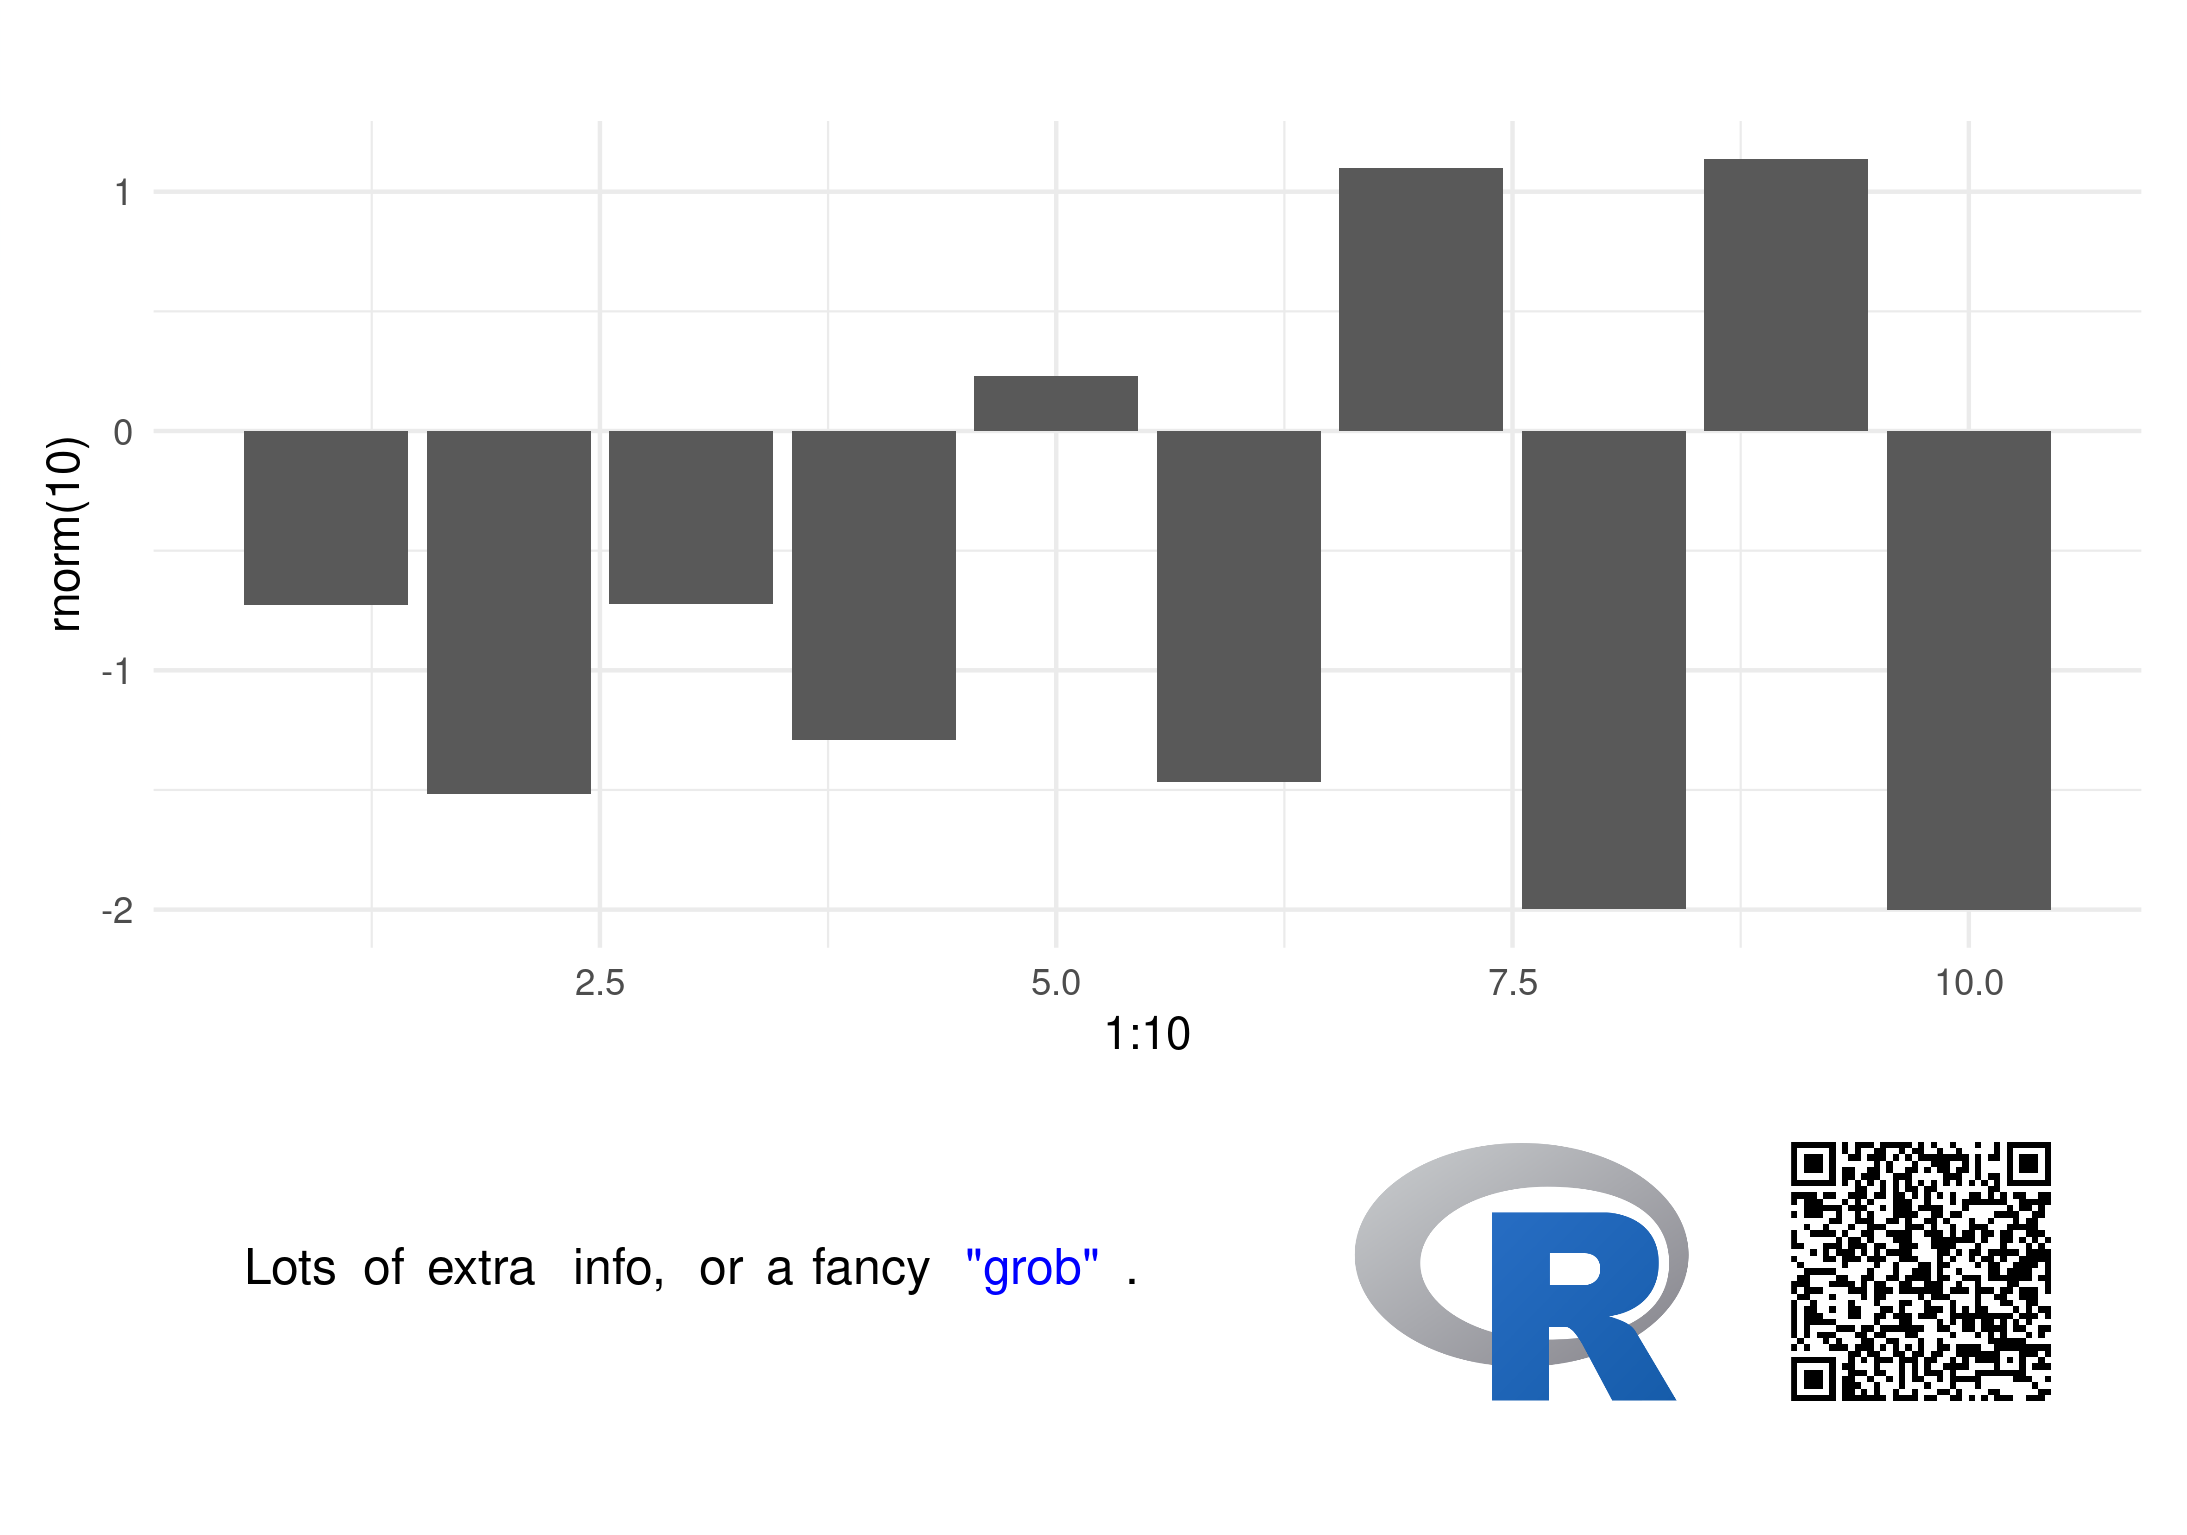 1
0
-1
-2
rnorm(10)
2.5 5.0 7.5 10.0
1:10
Lots of extra info, or a fancy "grob" .
R